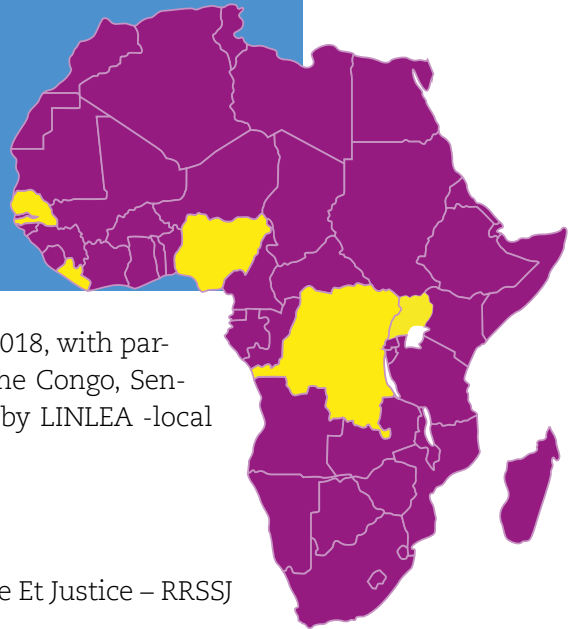 018, with par-
he Congo, Sen-
by LINLEA -local
e Et Justice – RRSSJ